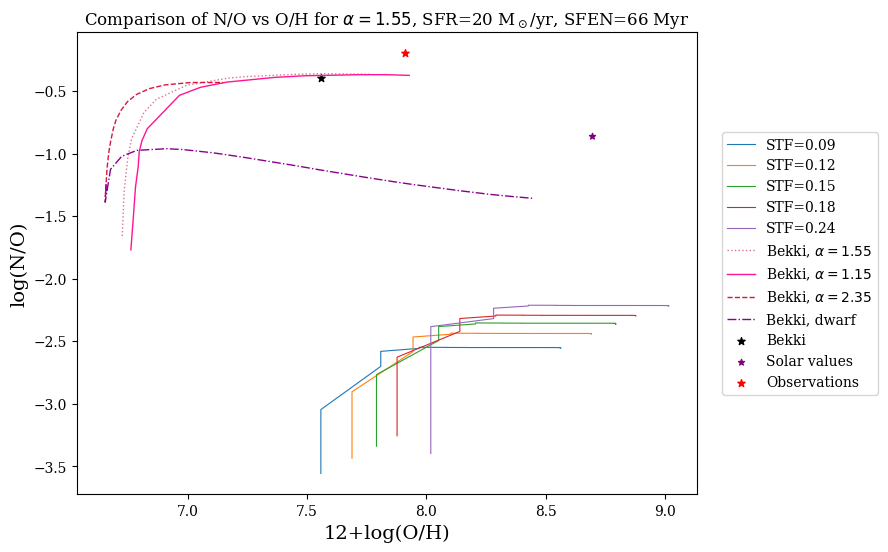 Comparison of N/O vs O/H for α = 1.55, SFR=20 M_⊙/yr, SFEN=66 Myr
log(N/O)
−0.5
−1.0
−1.5
−2.0
−2.5
−3.0
−3.5
7.0 7.5 8.0 8.5 9.0
12+log(O/H)
STF=0.09
STF=0.12
STF=0.15
STF=0.18
STF=0.24
Bekki, α = 1.55
Bekki, α = 1.15
Bekki, α = 2.35
Bekki, dwarf
Bekki
Solar values
Observations